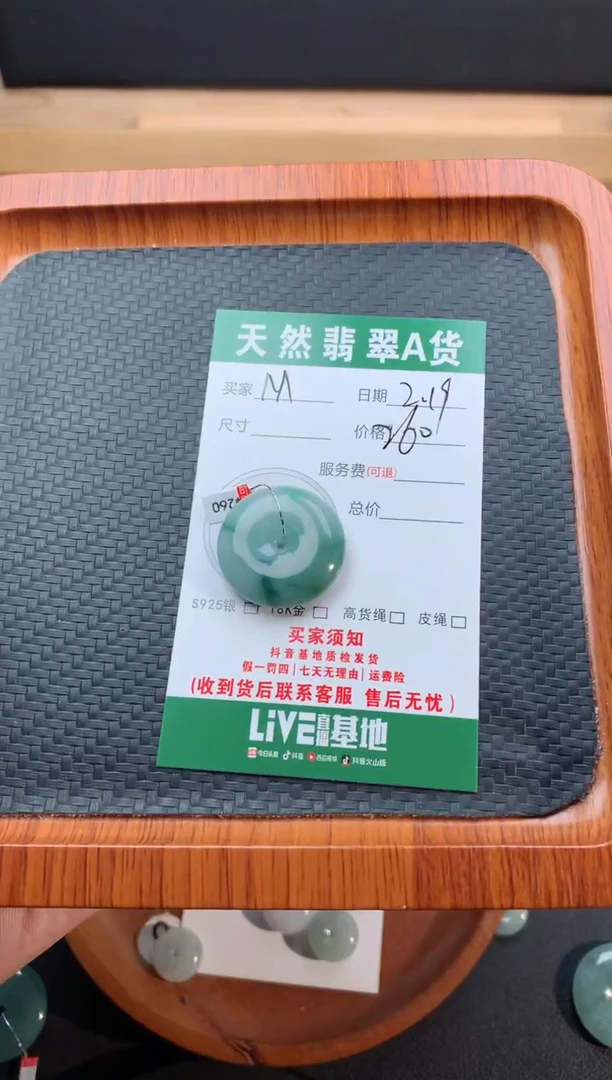 天然翡翠A货
买家 M 日期 2.19
尺寸 价格 260
服务费(可退)
260
总价
S925银 18K金 高货绳 皮绳
买家须知
抖音基地质检发货
假一罚四|七天无理由|运费险
(收到货后联系客服 售后无忧)
LiVE直播基地
今日头条 抖音 西瓜视频 抖音火山版